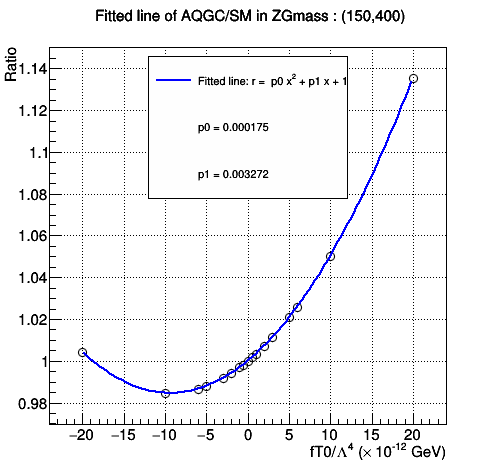 Fitted line of AQGC/SM in ZGmass : (150,400)
Ratio
1.14
1.12
1.1
1.08
1.06
1.04
1.02
1
0.98
Fitted line: r = p0 x² + p1 x + 1
p0 = 0.000175
p1 = 0.003272
−20 −15 −10 −5 0 5 10 15 20
fT0/Λ⁴ (× 10⁻¹² GeV)